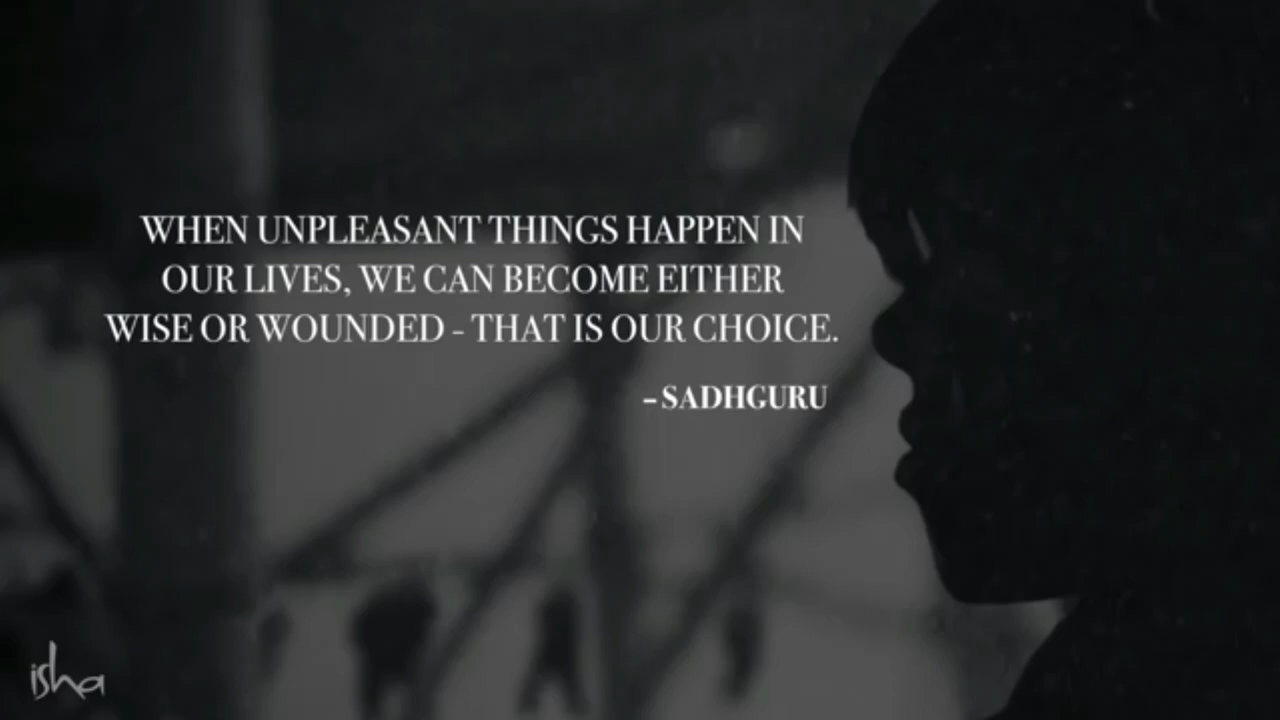 WHEN UNPLEASANT THINGS HAPPEN IN
OUR LIVES, WE CAN BECOME EITHER
WISE OR WOUNDED - THAT IS OUR CHOICE.
- SADHGURU
isha